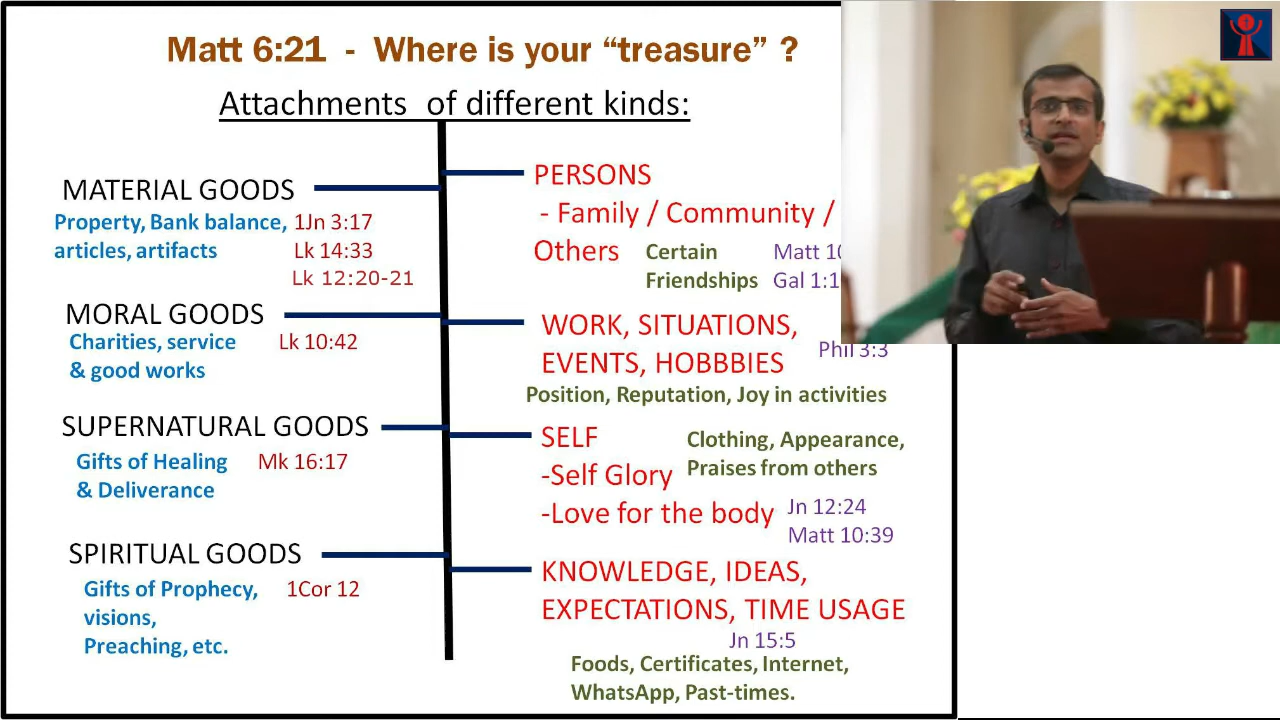 Matt 6:21 - Where is your “treasure” ?
Attachments of different kinds:
MATERIAL GOODS
Property, Bank balance, 1Jn 3:17
articles, artifacts Lk 14:33
Lk 12:20-21
MORAL GOODS
Charities, service Lk 10:42
& good works
SUPERNATURAL GOODS
Gifts of Healing Mk 16:17
& Deliverance
SPIRITUAL GOODS
Gifts of Prophecy, 1Cor 12
visions,
Preaching, etc.
PERSONS
- Family / Community /
Others Certain Matt
Friendships Gal
WORK, SITUATIONS,
EVENTS, HOBBBIES Phil 3:3
Position, Reputation, Joy in activities
SELF Clothing, Appearance,
-Self Glory Praises from others
-Love for the body Jn 12:24
Matt 10:39
KNOWLEDGE, IDEAS,
EXPECTATIONS, TIME USAGE
Jn 15:5
Foods, Certificates, Internet,
WhatsApp, Past-times.